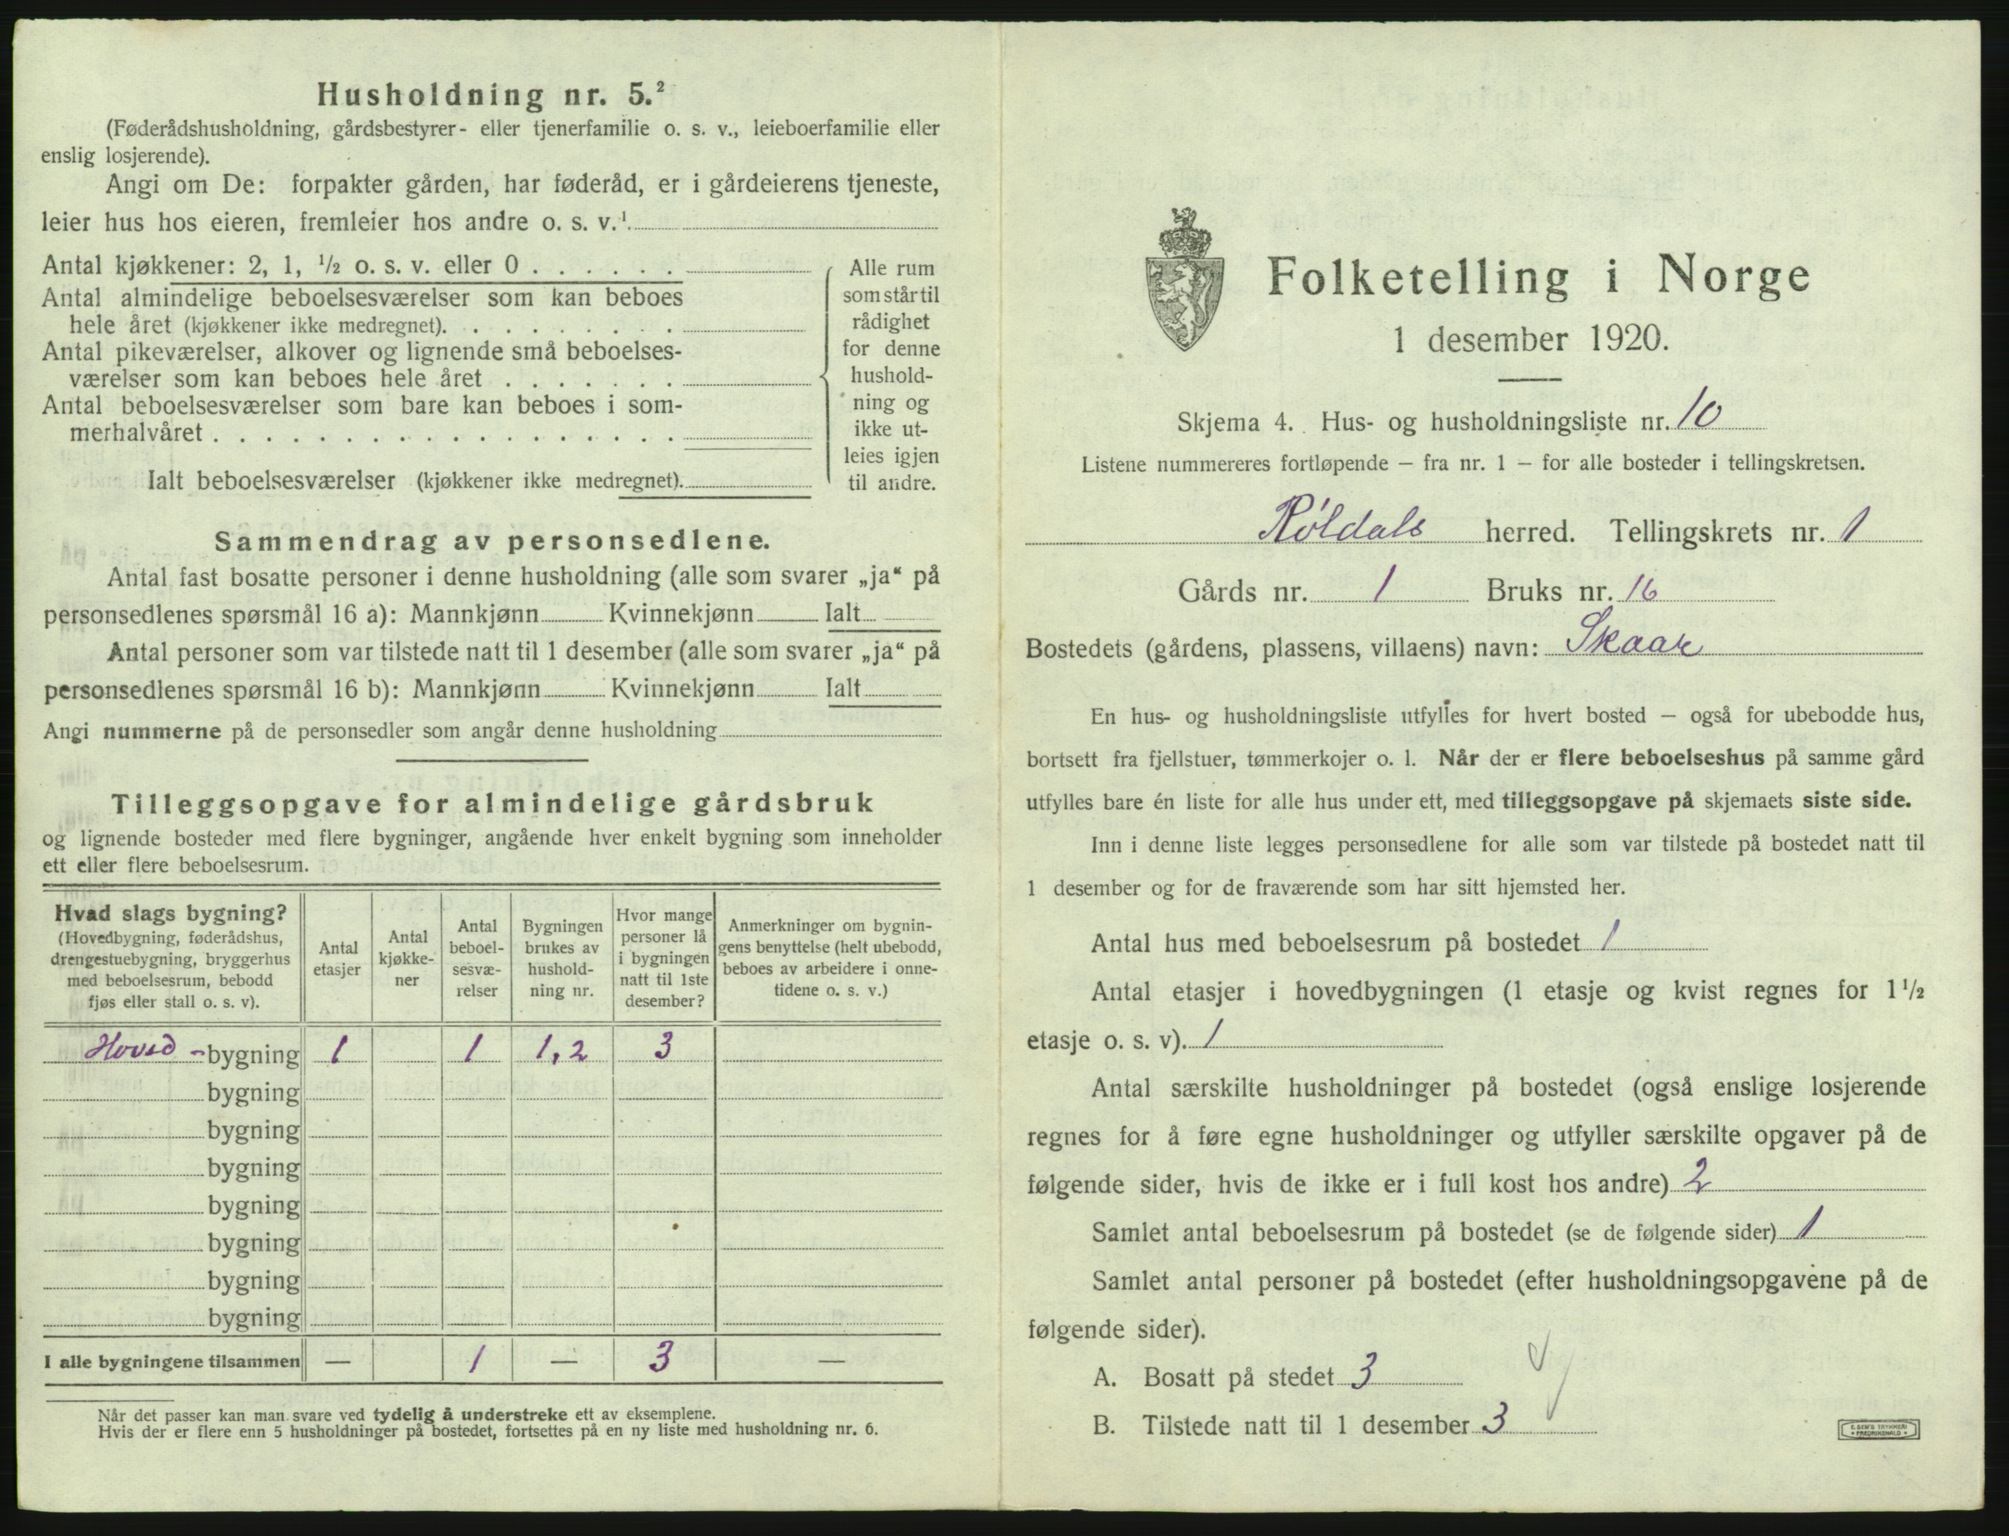 Husholdning nr. 5.²
(Føderådshusholdning, gårdsbestyrer- eller tjenerfamilie o. s. v., leieboerfamilie eller
enslig losjerende).
Angi om De: forpakter gården, har føderåd, er i gårdeierens tjeneste,
leier hus hos eieren, fremleier hos andre o. s. v.¹
Antal kjøkkener: 2, 1, ½ o. s. v. eller 0 . . . . . .
Antal almindelige beboelsesværelser som kan beboes
hele året (kjøkkener ikke medregnet). . . . . . . . .
Antal pikeværelser, alkover og lignende små beboelses-
værelser som kan beboes hele året . . . . . . .
Antal beboelsesværelser som bare kan beboes i som-
merhalvåret . . . . . . . . . . . . . . . . . .
Ialt beboelsesværelser (kjøkkener ikke medregnet).
Alle rum
som står til
rådighet
for denne
hushold-
ning og
ikke ut-
leies igjen
til andre.
Sammendrag av personsedlene.
Antal fast bosatte personer i denne husholdning (alle som svarer „ja“ på
personsedlenes spørsmål 16 a): Mannkjønn Kvinnekjønn Ialt
Antal personer som var tilstede natt til 1 desember (alle som svarer „ja“ på
personsedlenes spørsmål 16 b): Mannkjønn Kvinnekjønn Ialt
Angi nummerne på de personsedler som angår denne husholdning
Tilleggsopgave for almindelige gårdsbruk
og lignende bosteder med flere bygninger, angående hver enkelt bygning som inneholder
ett eller flere beboelsesrum.
Hvad slags bygning?
(Hovedbygning, føderådshus,
drengestuebygning, bryggerhus
med beboelsesrum, bebodd
fjøs eller stall o. s. v).
Antal
etasjer
Antal
kjøkke-
ner
Antal
beboel-
sesvæ-
relser
Bygningen
brukes av
hushold-
ning nr.
Hvor mange
personer lå
i bygningen
natt til 1ste
desember?
Anmerkninger om bygnin-
gens benyttelse (helt ubebodd,
beboes av arbeidere i onne-
tidene o. s. v.)
Hoved - bygning 1 1 1, 2 3
bygning
bygning
bygning
bygning
bygning
bygning
bygning
I alle bygningene tilsammen — 1 — 3 —
Når det passer kan man svare ved tydelig å understreke ett av eksemplene.
Hvis der er flere enn 5 husholdninger på bostedet, fortsettes på en ny liste med husholdning nr. 6.
Folketelling i Norge
1 desember 1920.
Skjema 4. Hus- og husholdningsliste nr. 10
Listene nummereres fortløpende — fra nr. 1 — for alle bosteder i tellingskretsen.
Røldals herred. Tellingskrets nr. 1
Gårds nr. 1 Bruks nr. 16
Bostedets (gårdens, plassens, villaens) navn: Skaar
En hus- og husholdningsliste utfylles for hvert bosted — også for ubebodde hus,
bortsett fra fjellstuer, tømmerkojer o. l. Når der er flere beboelseshus på samme gård
utfylles bare én liste for alle hus under ett, med tilleggsopgave på skjemaets siste side.
Inn i denne liste legges personsedlene for alle som var tilstede på bostedet natt til
1 desember og for de fraværende som har sitt hjemsted her.
Antal hus med beboelsesrum på bostedet 1
Antal etasjer i hovedbygningen (1 etasje og kvist regnes for 1½
etasje o. s. v). 1
Antal særskilte husholdninger på bostedet (også enslige losjerende
regnes for å føre egne husholdninger og utfyller særskilte opgaver på de
følgende sider, hvis de ikke er i full kost hos andre) 2
Samlet antal beboelsesrum på bostedet (se de følgende sider) 1
Samlet antal personer på bostedet (efter husholdningsopgavene på de
følgende sider).
A. Bosatt på stedet 3
B. Tilstede natt til 1 desember 3